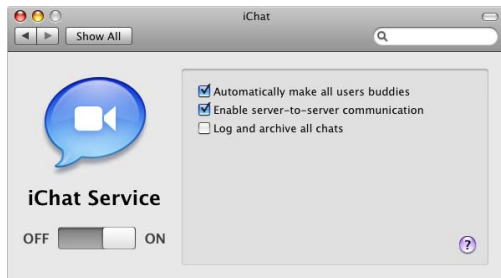 iChat
Show All
Automatically make all users buddies
Enable server-to-server communication
Log and archive all chats
iChat Service
OFF ON
?